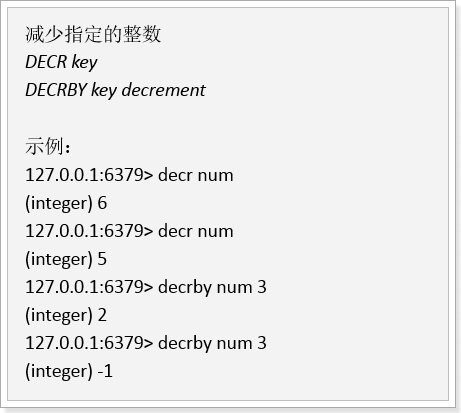 减少指定的整数
DECR key
DECRBY key decrement
示例：
127.0.0.1:6379> decr num
(integer) 6
127.0.0.1:6379> decr num
(integer) 5
127.0.0.1:6379> decrby num 3
(integer) 2
127.0.0.1:6379> decrby num 3
(integer) -1